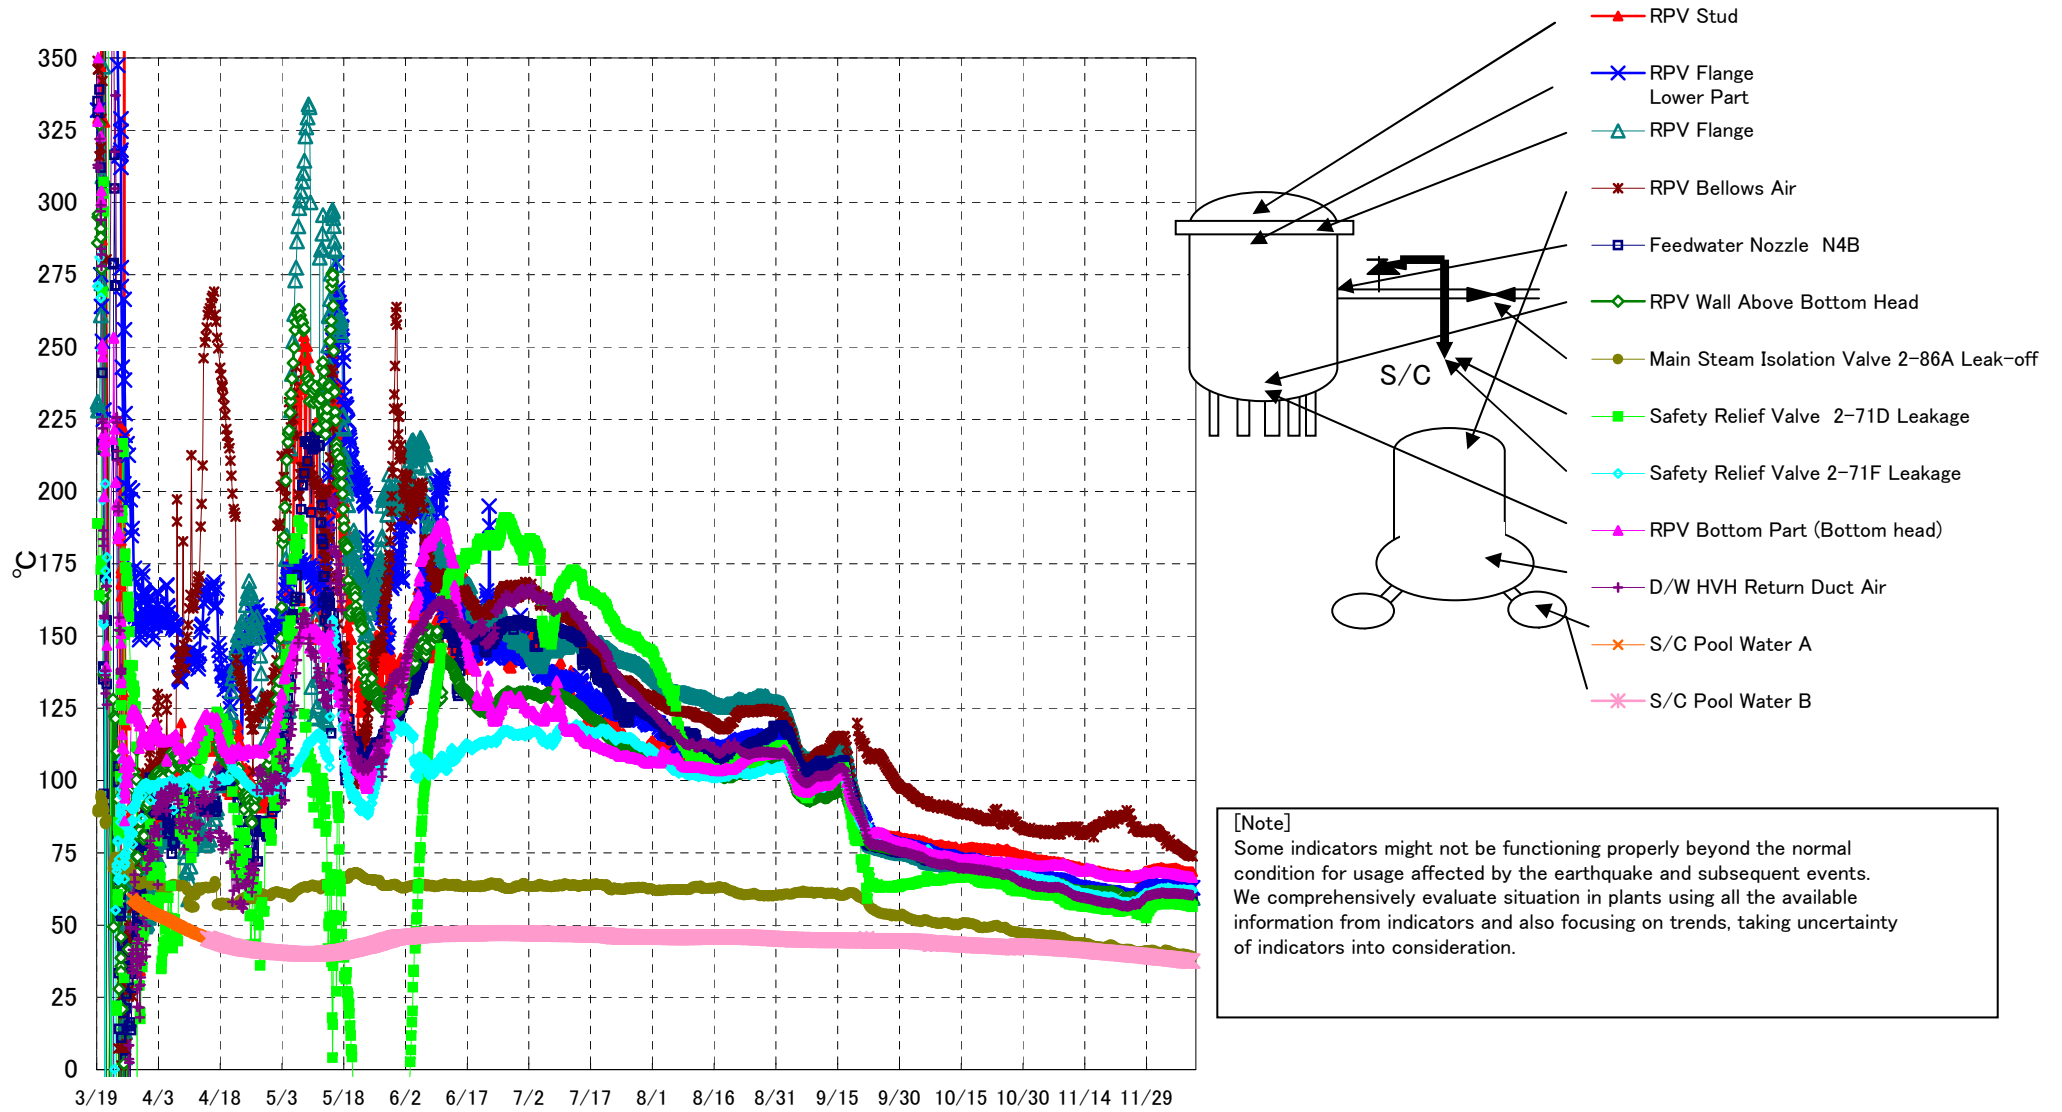 350
325
300
275
250
225
200
175
150
125
100
75
50
25
0
℃
3/19 4/3 4/18 5/3 5/18 6/2 6/17 7/2 7/17 8/1 8/16 8/31 9/15 9/30 10/15 10/30 11/14 11/29
RPV Stud
RPV Flange
Lower Part
RPV Flange
RPV Bellows Air
Feedwater Nozzle N4B
RPV Wall Above Bottom Head
Main Steam Isolation Valve 2-86A Leak-off
Safety Relief Valve 2-71D Leakage
Safety Relief Valve 2-71F Leakage
RPV Bottom Part (Bottom head)
D/W HVH Return Duct Air
S/C Pool Water A
S/C Pool Water B
S/C
[Note]
Some indicators might not be functioning properly beyond the normal
condition for usage affected by the earthquake and subsequent events.
We comprehensively evaluate situation in plants using all the available
information from indicators and also focusing on trends, taking uncertainty
of indicators into consideration.